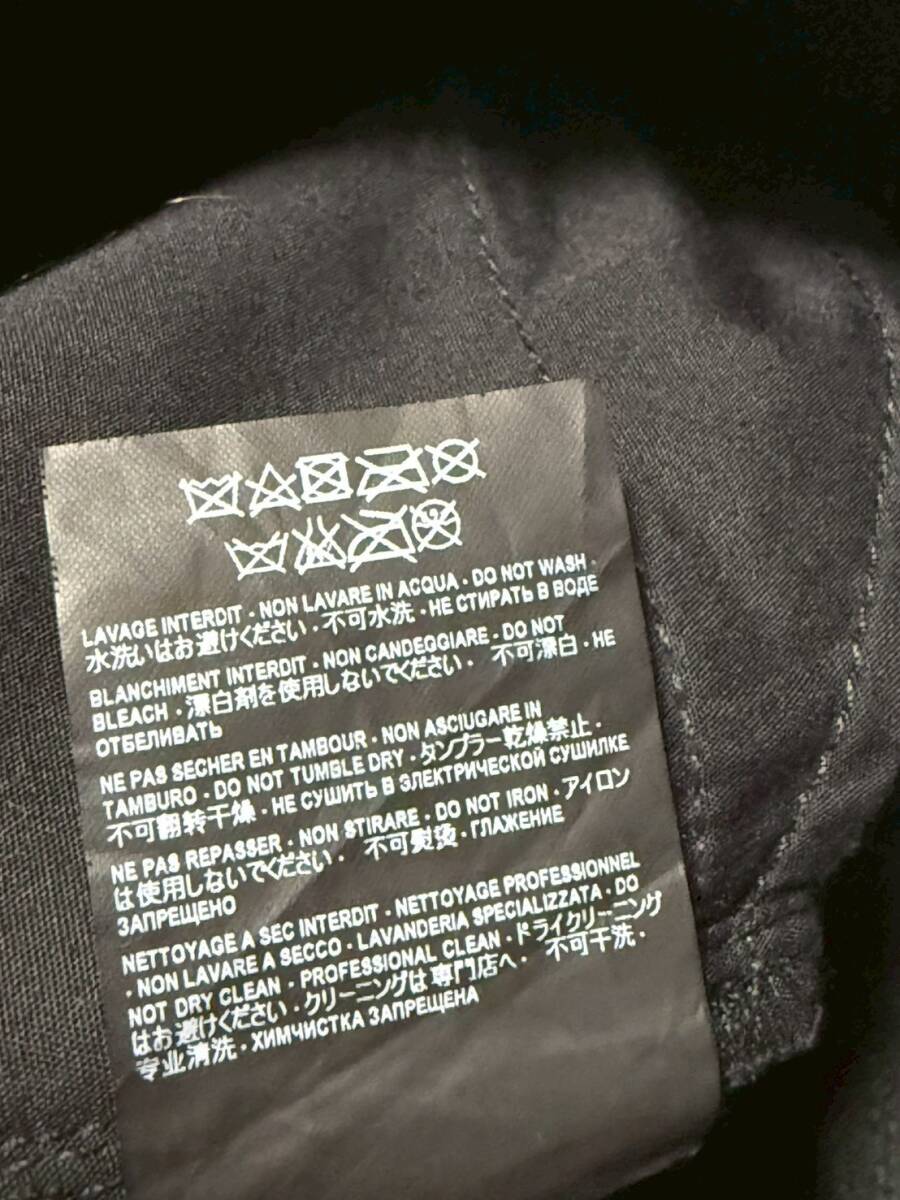 LAVAGE INTERDIT · NON LAVARE IN ACQUA · DO NOT WASH ·
水洗いはお避けください · 不可水洗 · НЕ СТИРАТЬ В ВОДЕ
BLANCHIMENT INTERDIT · NON CANDEGGIARE · DO NOT
BLEACH · 漂白剤を使用しないでください · 不可漂白 · НЕ
ОТБЕЛИВАТЬ
NE PAS SECHER EN TAMBOUR · NON ASCIUGARE IN
TAMBURO · DO NOT TUMBLE DRY · タンブラー乾燥禁止 ·
不可翻转干燥 · НЕ СУШИТЬ В ЭЛЕКТРИЧЕСКОЙ СУШИЛКЕ
NE PAS REPASSER · NON STIRARE · DO NOT IRON · アイロン
は使用しないでください · 不可熨烫 · ГЛАЖЕНИЕ
ЗАПРЕЩЕНО
NETTOYAGE A SEC INTERDIT · NETTOYAGE PROFESSIONNEL
· NON LAVARE A SECCO · LAVANDERIA SPECIALIZZATA · DO
NOT DRY CLEAN · PROFESSIONAL CLEAN · ドライクリーニング
はお避けください · クリーニングは専門店へ · 不可干洗 ·
专业清洗 · ХИМЧИСТКА ЗАПРЕЩЕНА